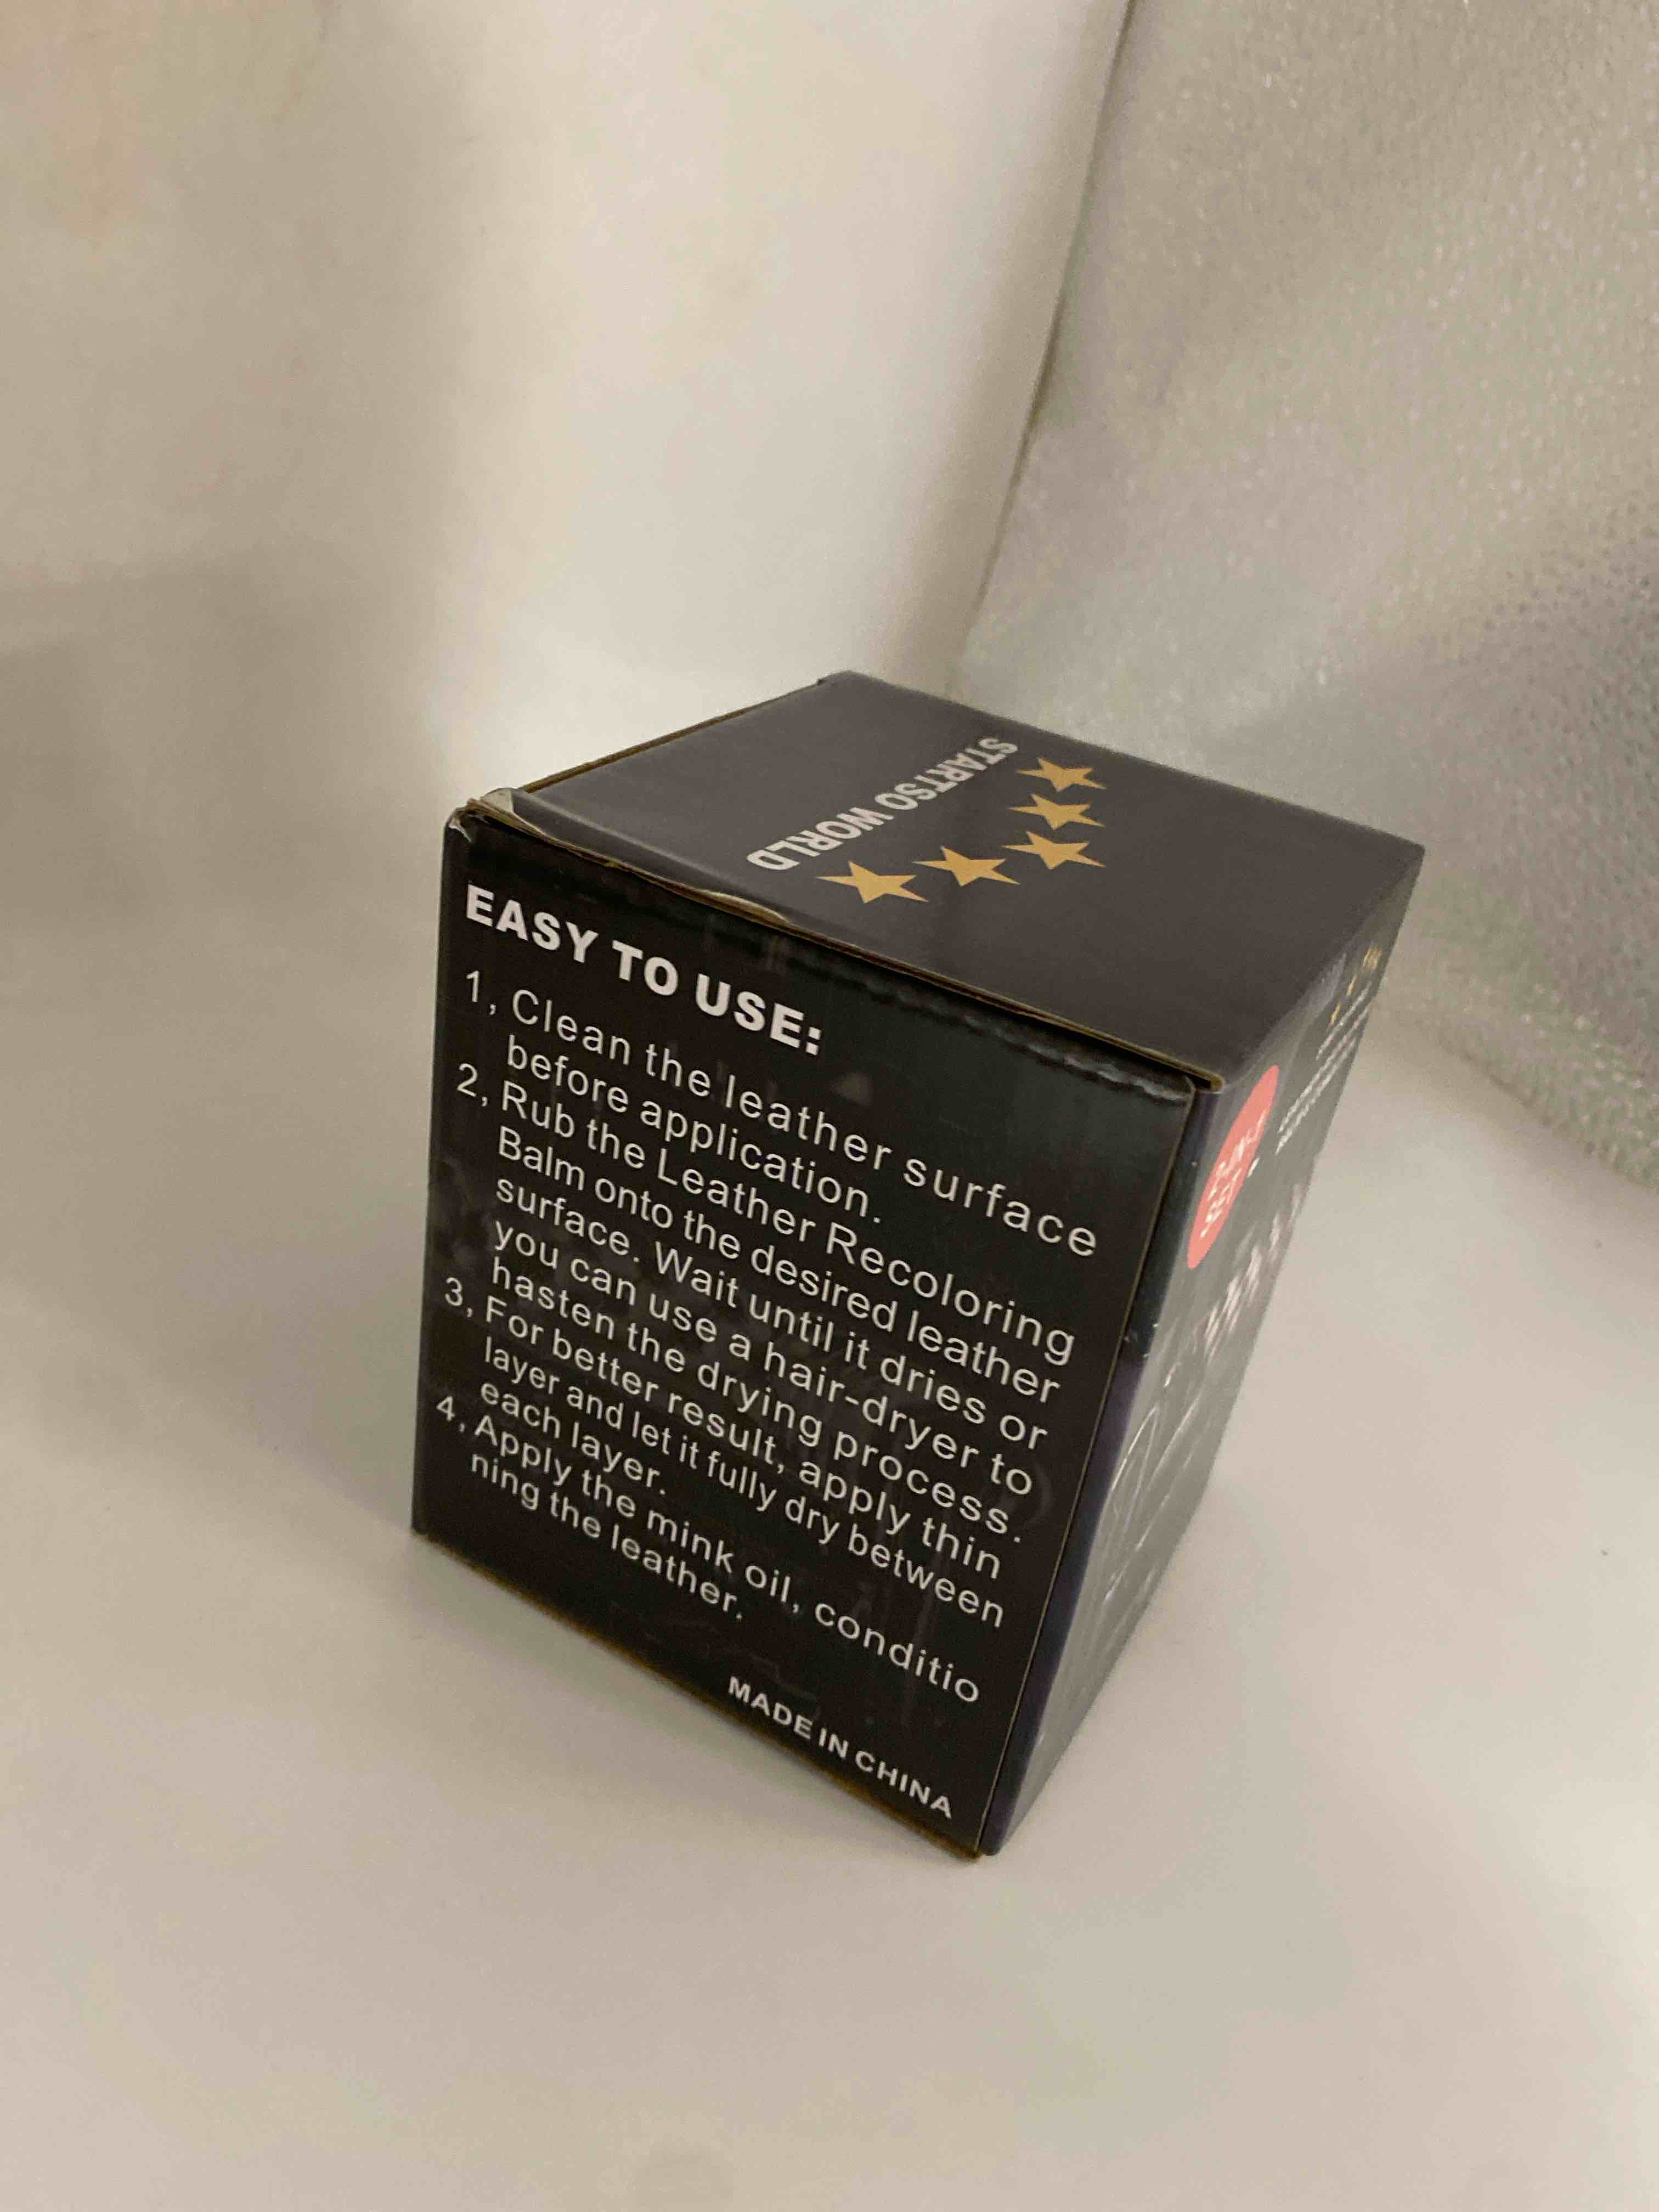 STARTSO WORLD
EASY TO USE:
1, Clean the leather surface
before application.
2, Rub the Leather Recoloring
Balm onto the desired leather
surface. Wait until it dries or
you can use a hair-dryer to
hasten the drying process.
3, For better result, apply thin
layer and let it fully dry between
each layer.
4, Apply the mink oil, conditio
ning the leather.
MADE IN CHINA